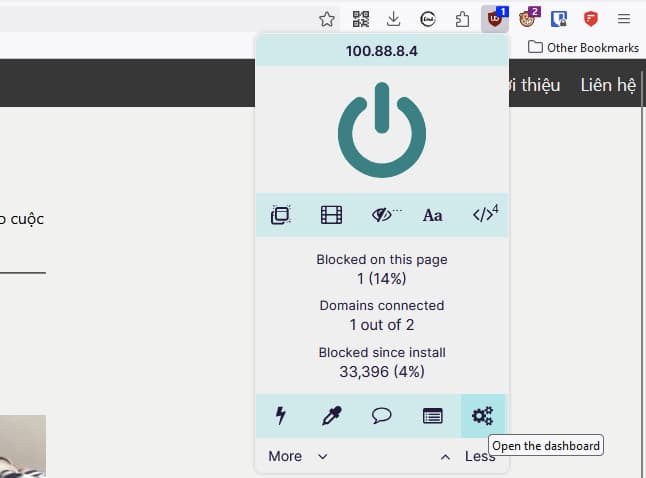 1
2
Other Bookmarks
100.88.8.4
thiệu Liên hệ
cuộc
Aa
</>4
Blocked on this page
1 (14%)
Domains connected
1 out of 2
Blocked since install
33,396 (4%)
Open the dashboard
More
Less